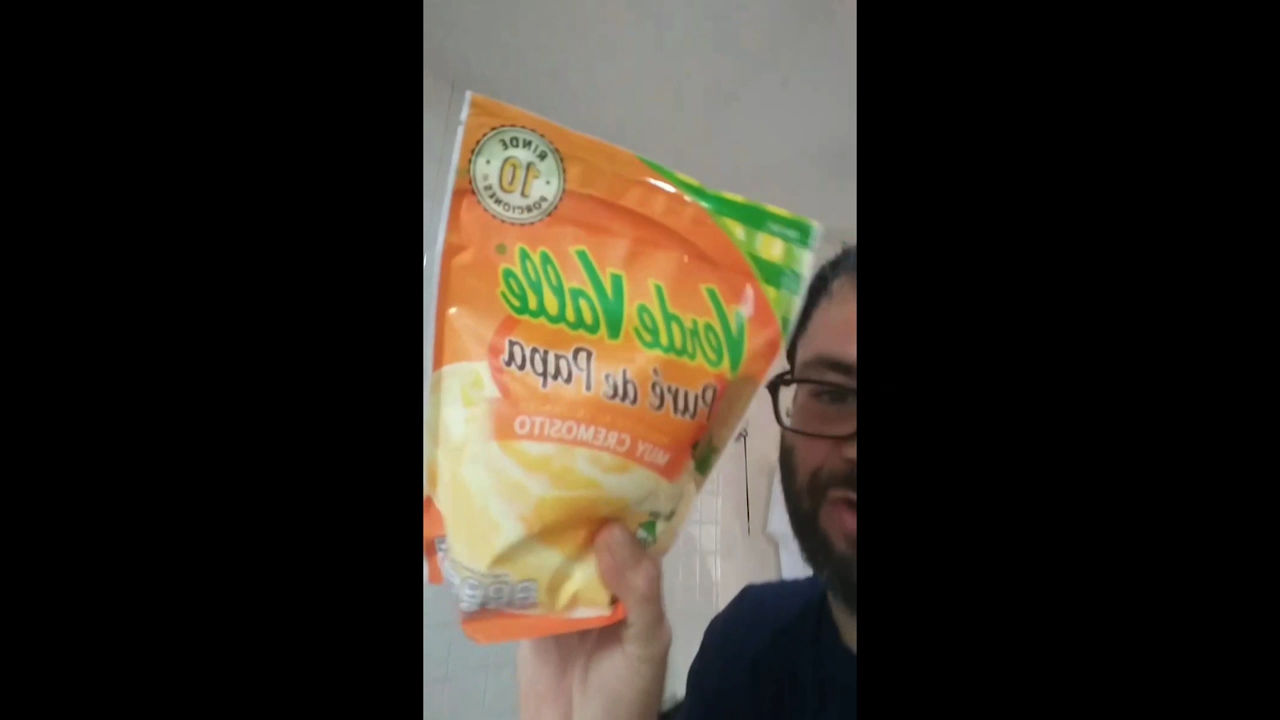 RINDE
10
PORCIONES
Verde Valle®
Puré de Papa
MUY CREMOSITO